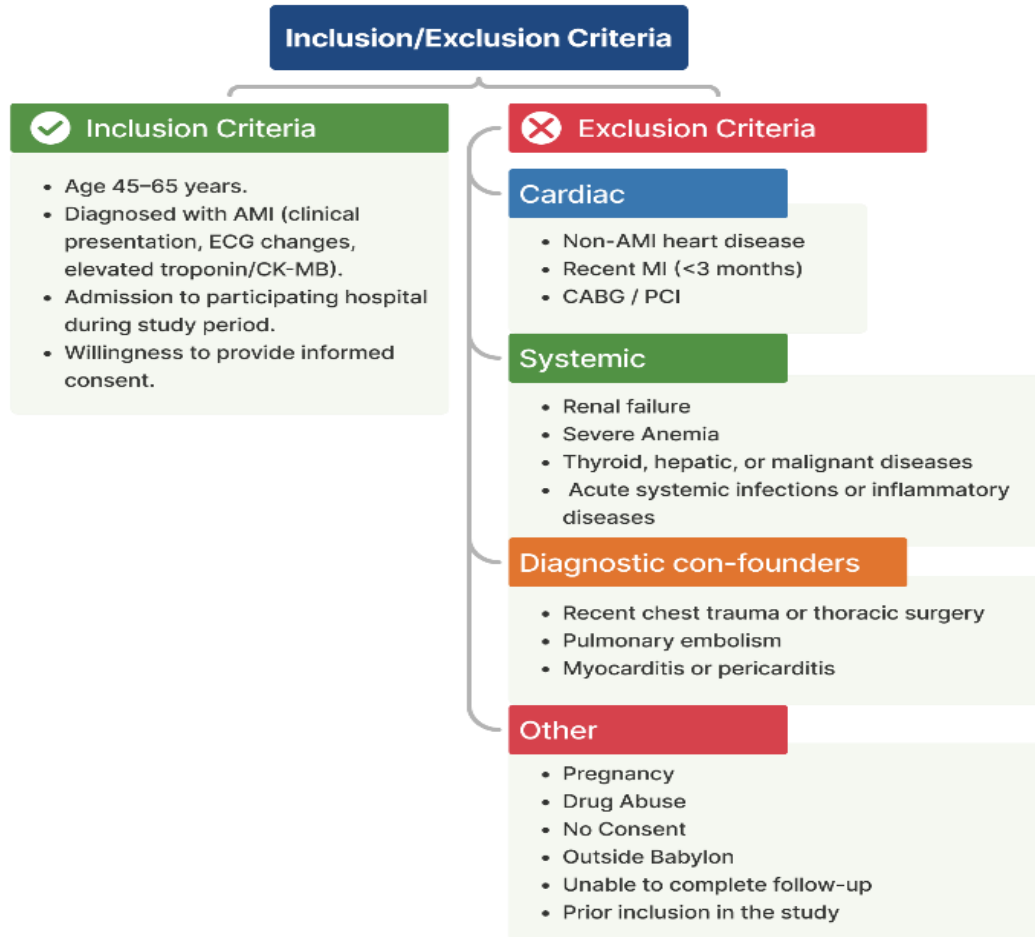 Inclusion/Exclusion Criteria
Inclusion Criteria
• Age 45–65 years.
• Diagnosed with AMI (clinical
presentation, ECG changes,
elevated troponin/CK-MB).
• Admission to participating hospital
during study period.
• Willingness to provide informed
consent.
Exclusion Criteria
Cardiac
• Non-AMI heart disease
• Recent MI (<3 months)
• CABG / PCI
Systemic
• Renal failure
• Severe Anemia
• Thyroid, hepatic, or malignant diseases
• Acute systemic infections or inflammatory
diseases
Diagnostic con-founders
• Recent chest trauma or thoracic surgery
• Pulmonary embolism
• Myocarditis or pericarditis
Other
• Pregnancy
• Drug Abuse
• No Consent
• Outside Babylon
• Unable to complete follow-up
• Prior inclusion in the study